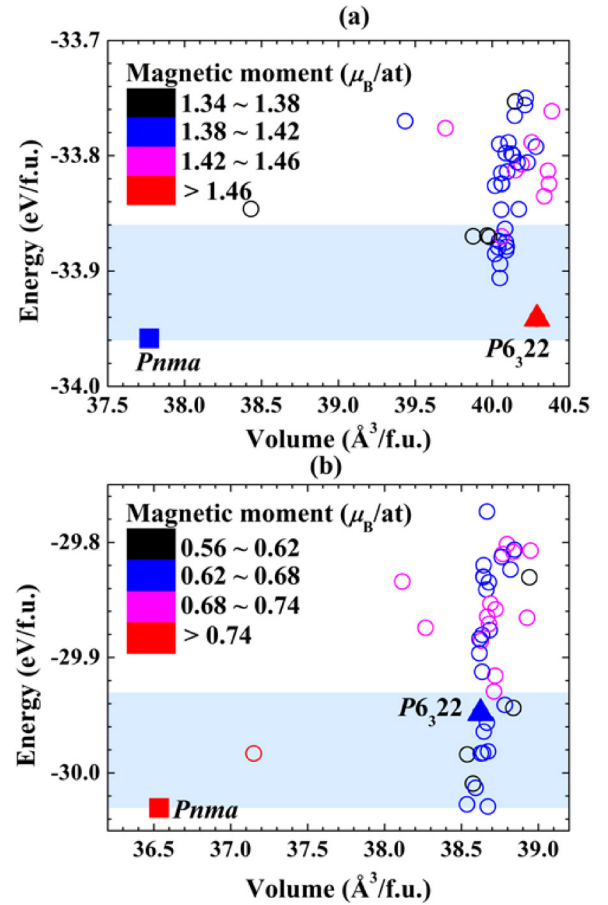 (a)
-33.7
Magnetic moment (μB/at)
1.34 ~ 1.38
1.38 ~ 1.42
1.42 ~ 1.46
> 1.46
-33.8
-33.9
-34.0
Energy (eV/f.u.)
Pnma
P6₃22
37.5 38.0 38.5 39.0 39.5 40.0 40.5
Volume (Å³/f.u.)
(b)
Magnetic moment (μB/at)
0.56 ~ 0.62
0.62 ~ 0.68
0.68 ~ 0.74
> 0.74
-29.8
-29.9
-30.0
Energy (eV/f.u.)
P6₃22
Pnma
36.5 37.0 37.5 38.0 38.5 39.0
Volume (Å³/f.u.)